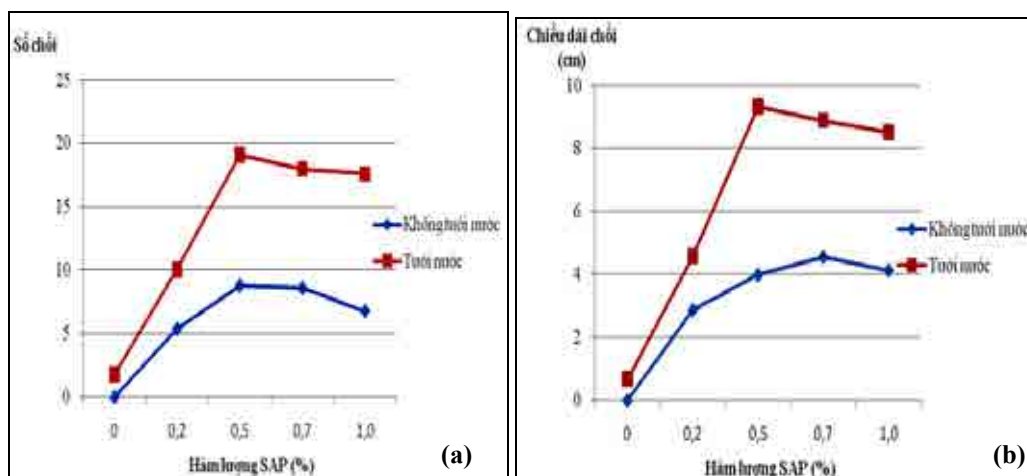 Số chồi
25
20
15
10
5
0
0 0,2 0,5 0,7 1,0
Hàm lượng SAP (%)
Không tưới nước
Tưới nước
(a)
Chiều dài chồi
(cm)
10
8
6
4
2
0
0 0,2 0,5 0,7 1,0
Hàm lượng SAP (%)
Không tưới nước
Tưới nước
(b)